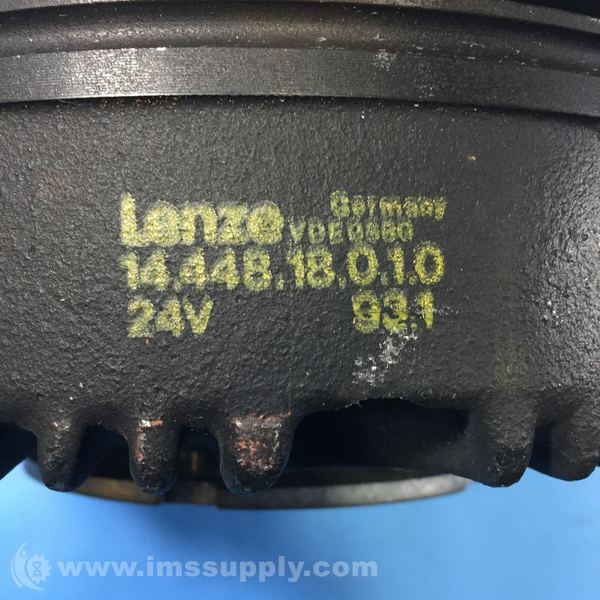 Lenze Germany
VDE0580
14.448.18.0.1.0
24V 93.1
www.imssupply.com